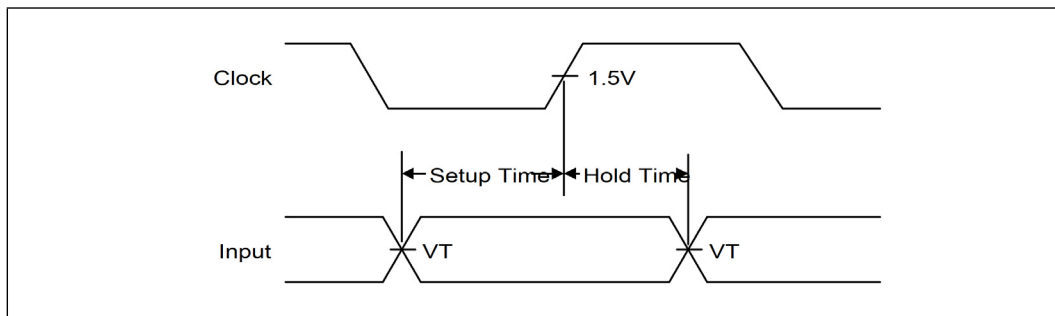 Clock
1.5V
Setup Time
Hold Time
Input
VT
VT